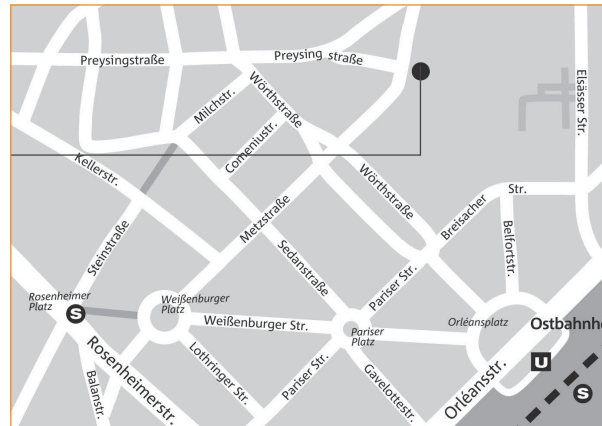 Preysingstraße
Preysing straße
Elsässer Str.
Milchstr.
Wörthstraße
Comeniustr.
Kellerstr.
Wörthstraße
Str.
Breisacher
Metzstraße
Steinstraße
Sedanstraße
Belfortstr.
Pariser Str.
Rosenheimer
Platz
S
Weißenburger
Platz
Weißenburger Str.
Pariser
Platz
Orléansplatz
Ostbahnh
U
Rosenheimerstr.
Lothringer Str.
Pariser Str.
Gavelottestr.
Balanstr.
Orléansstr.
S